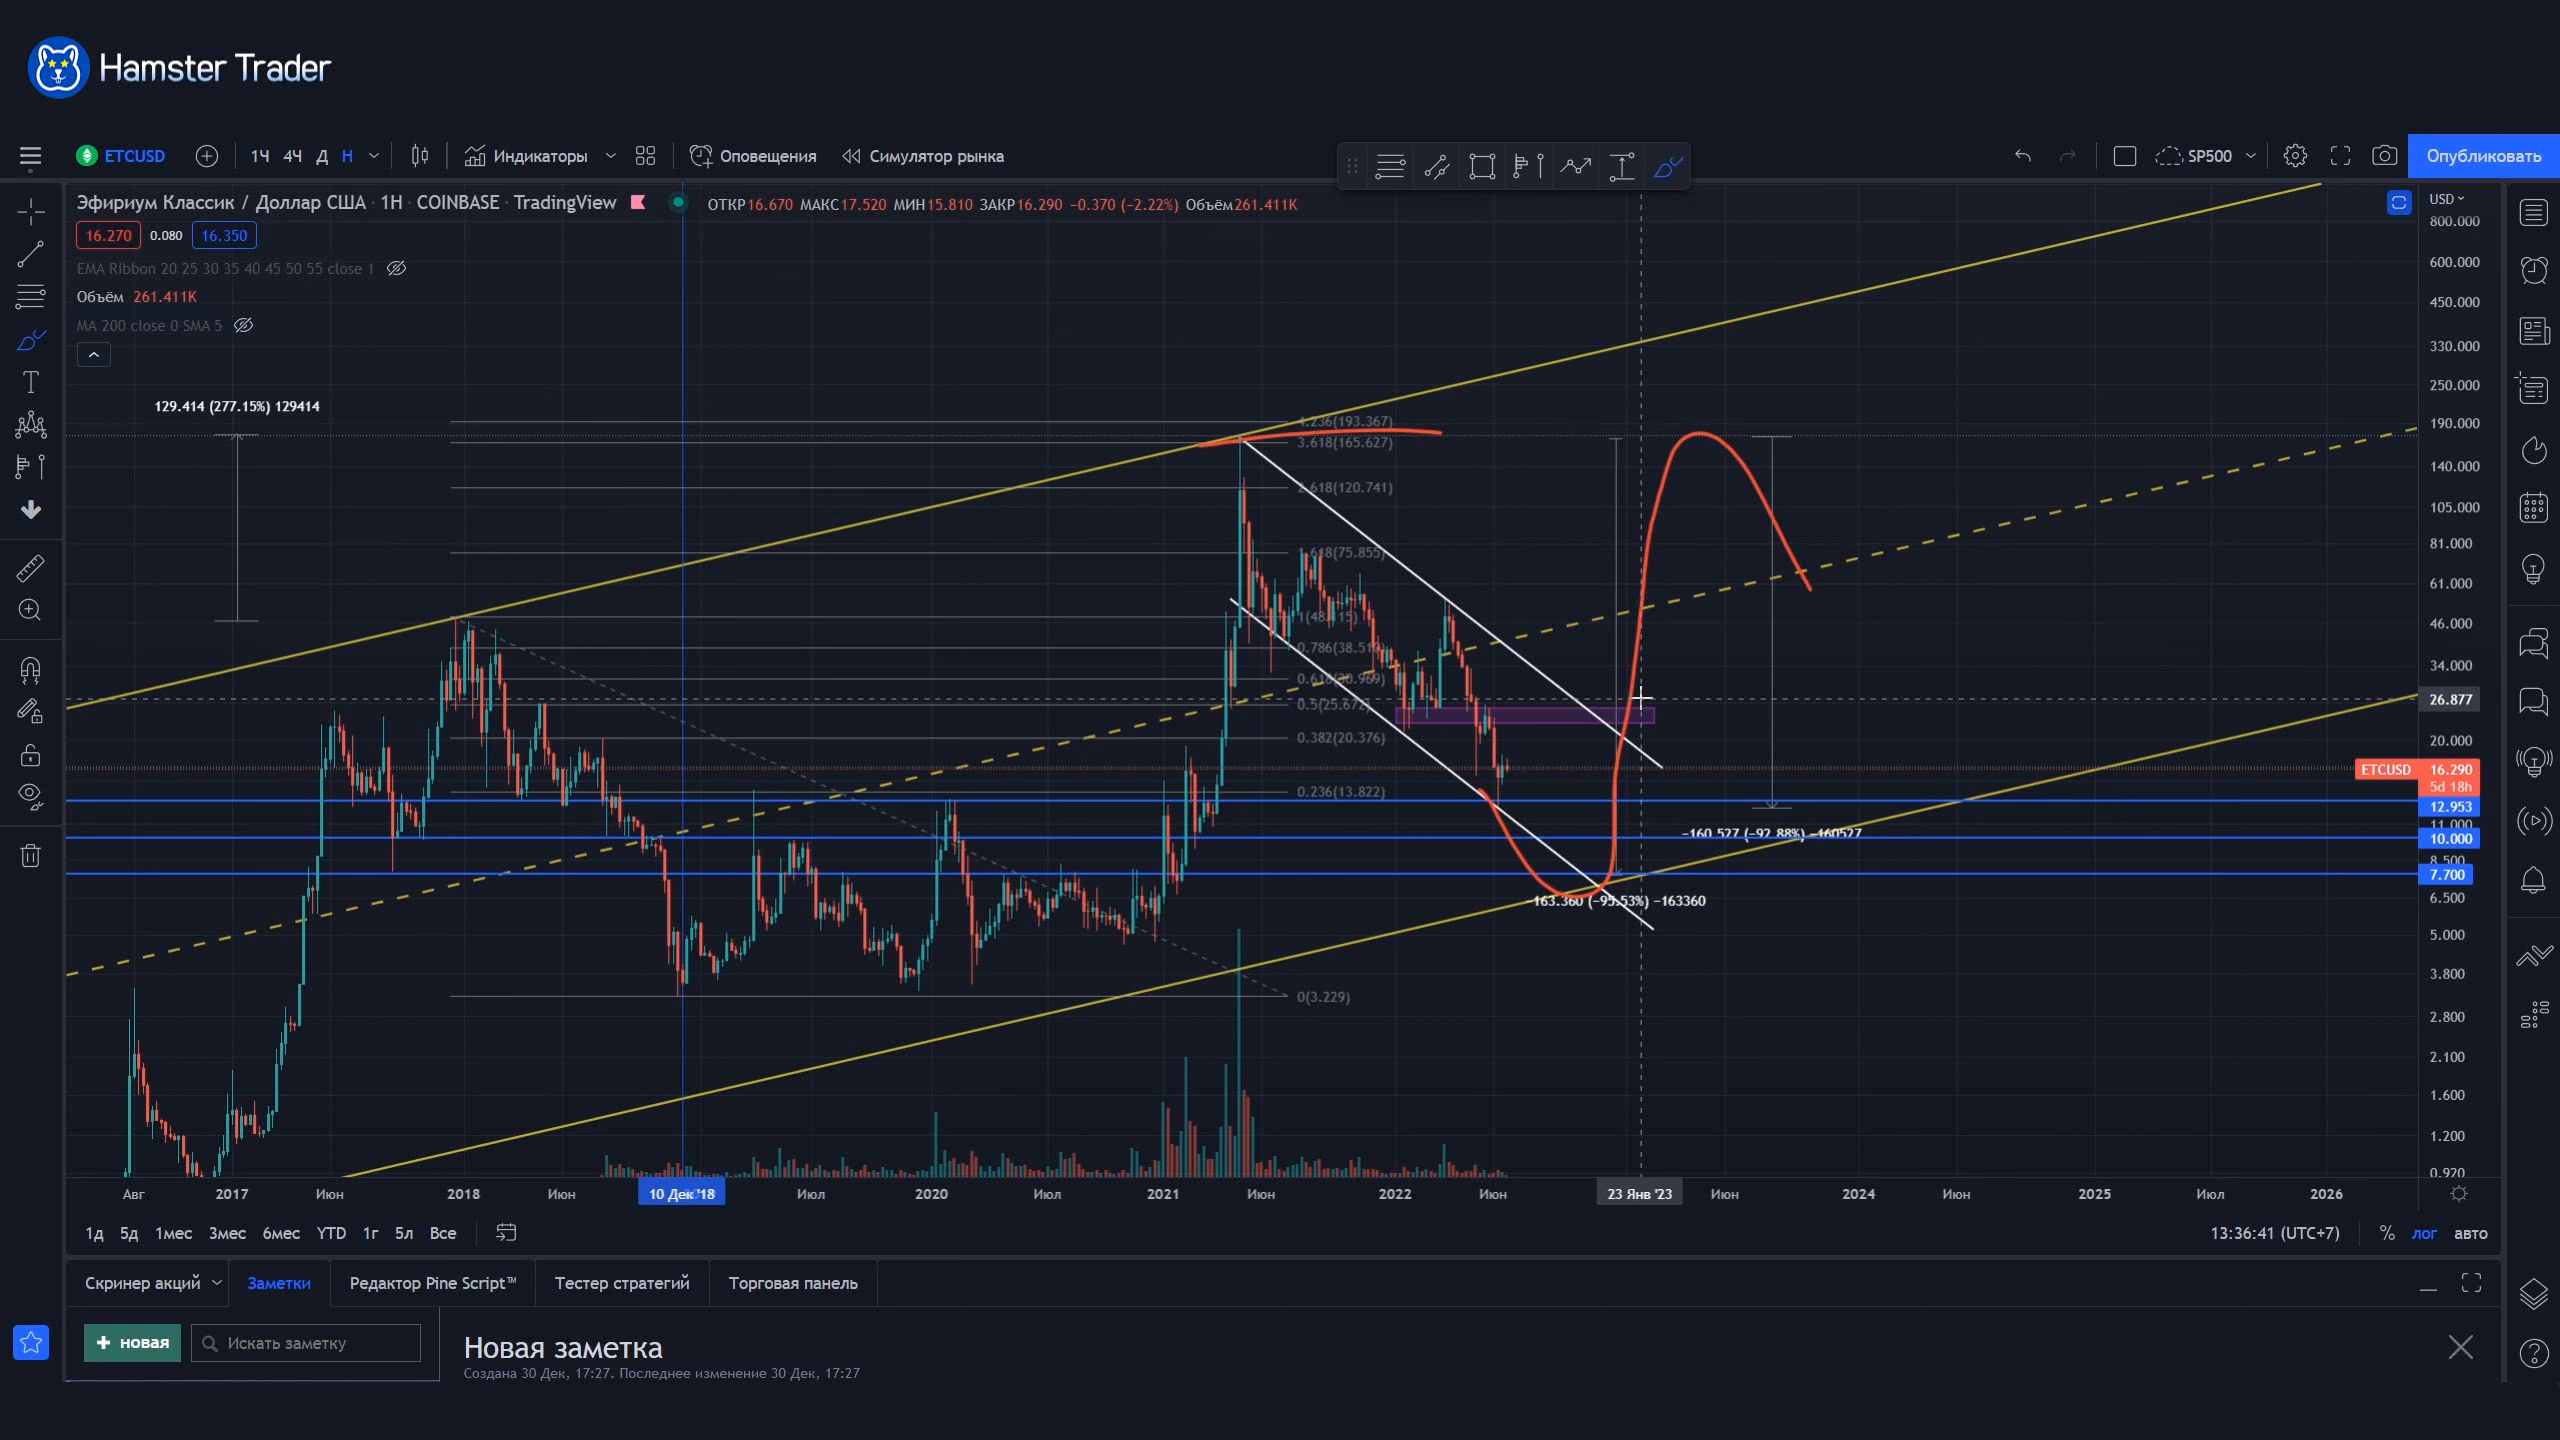 Hamster Trader
ETCUSD 1Ч 4Ч Д Н Индикаторы Оповещения Симулятор рынка SP500 Опубликовать
Эфириум Классик / Доллар США · 1Н · COINBASE · TradingView ОТКР16.670 МАКС17.520 МИН15.810 ЗАКР16.290 −0.370 (−2.22%) Объём261.411K
USD
16.270 0.080 16.350
EMA Ribbon 20 25 30 35 40 45 50 55 close 1
Объём 261.411K
MA 200 close 0 SMA 5
129.414 (277.15%) 129414
4.236(193.367)
3.618(165.627)
2.618(120.741)
1.618(75.855)
1(48.115)
0.786(38.510)
0.618(30.969)
0.5(25.672)
0.382(20.376)
0.236(13.822)
0(3.229)
−160.527 (−92.88%) −160527
−163.360 (−95.53%) −163360
800.000
600.000
450.000
330.000
250.000
190.000
140.000
105.000
81.000
61.000
46.000
34.000
26.877
20.000
ETCUSD 16.290
5d 18h
12.953
11.000
10.000
8.500
7.700
6.500
5.000
3.800
2.800
2.100
1.600
1.200
0.920
Авг 2017 Июн 2018 Июн 10 Дек '18 Июл 2020 Июл 2021 Июн 2022 Июн 23 Янв '23 Июн 2024 Июн 2025 Июл 2026
1д 5д 1мес 3мес 6мес YTD 1г 5л Все 13:36:41 (UTC+7) % лог авто
Скринер акций Заметки Редактор Pine Script™ Тестер стратегий Торговая панель
+ новая Искать заметку Новая заметка
Создана 30 Дек, 17:27. Последнее изменение 30 Дек, 17:27